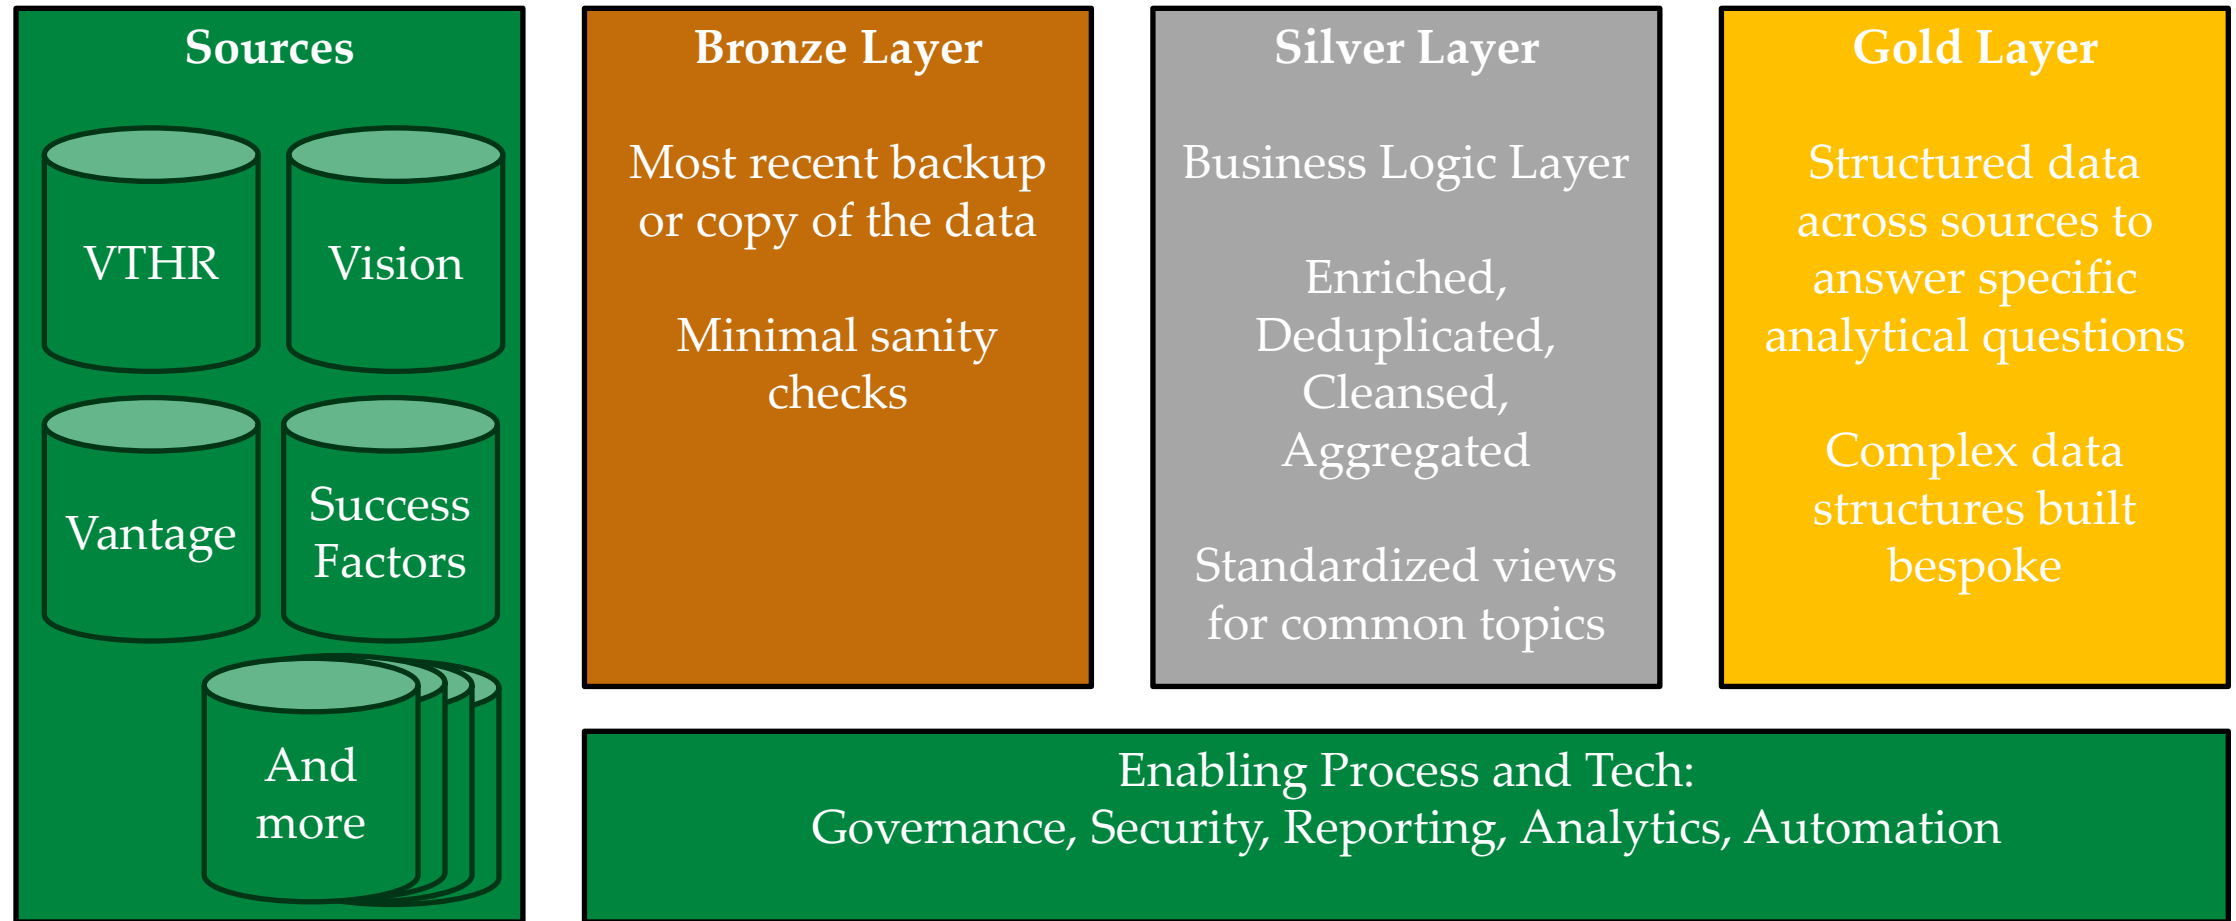 Sources
VTHR
Vision
Vantage
Success
Factors
And
more
Bronze Layer
Most recent backup
or copy of the data
Minimal sanity
checks
Silver Layer
Business Logic Layer
Enriched,
Deduplicated,
Cleansed,
Aggregated
Standardized views
for common topics
Gold Layer
Structured data
across sources to
answer specific
analytical questions
Complex data
structures built
bespoke
Enabling Process and Tech:
Governance, Security, Reporting, Analytics, Automation